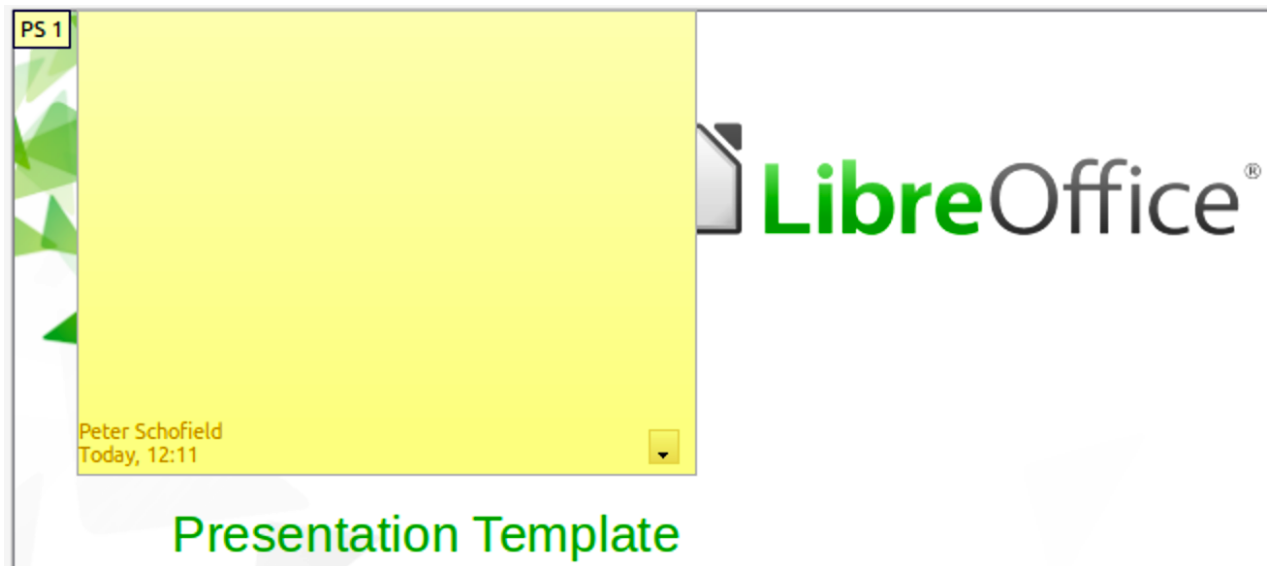 PS 1
LibreOffice®
Peter Schofield
Today, 12:11
Presentation Template